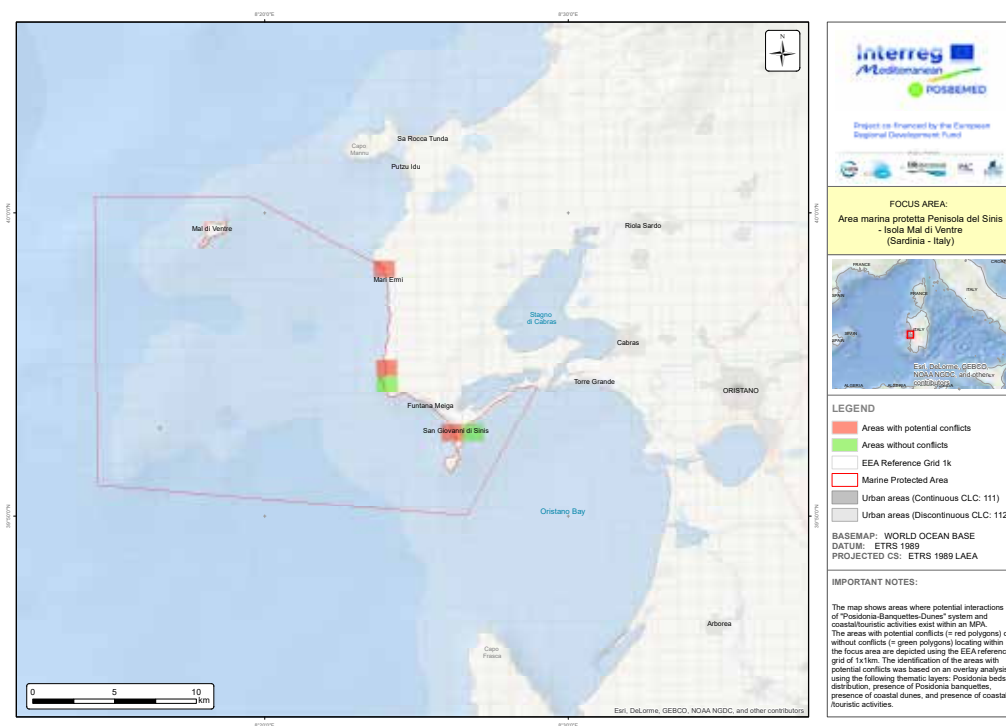 N
Sa Rocca Tunda
Capo
Mannu
Putzu Idu
Mal di Ventre
Riola Sardo
Mari Ermi
Stagno
di Cabras
Cabras
Torre Grande
ORISTANO
Funtana Meiga
San Giovanni di Sinis
Oristano Bay
Arborea
Capo
Frasca
0 5 10
km
Esri, DeLorme, GEBCO, NOAA NGDC, and other contributors
Interreg
Mediterranean
POSBEMED
Project co-financed by the European
Regional Development Fund
FOCUS AREA:
Area marina protetta Penisola del Sinis
- Isola Mal di Ventre
(Sardinia - Italy)
FRANCE
FRANCE
ITALY
SPAIN
SPAIN
ITALY
SPAIN
ALGERIA
ALGERIA
Esri, DeLorme, GEBCO,
NOAA NGDC, and other
contributors
LEGEND
Areas with potential conflicts
Areas without conflicts
EEA Reference Grid 1k
Marine Protected Area
Urban areas (Continuous CLC: 111)
Urban areas (Discontinuous CLC: 112
BASEMAP: WORLD OCEAN BASE
DATUM: ETRS 1989
PROJECTED CS: ETRS 1989 LAEA
IMPORTANT NOTES:
The map shows areas where potential interactions
of "Posidonia-Banquettes-Dunes" system and
coastal/touristic activities exist within an MPA.
The areas with potential conflicts (= red polygons) o
without conflicts (= green polygons) locating within
the focus area are depicted using the EEA referenc
grid of 1x1km. The identification of the areas with
potential conflicts was based on an overlay analysis
using the following thematic layers: Posidonia beds
distribution, presence of Posidonia banquettes,
presence of coastal dunes, and presence of coastal
/touristic activities.